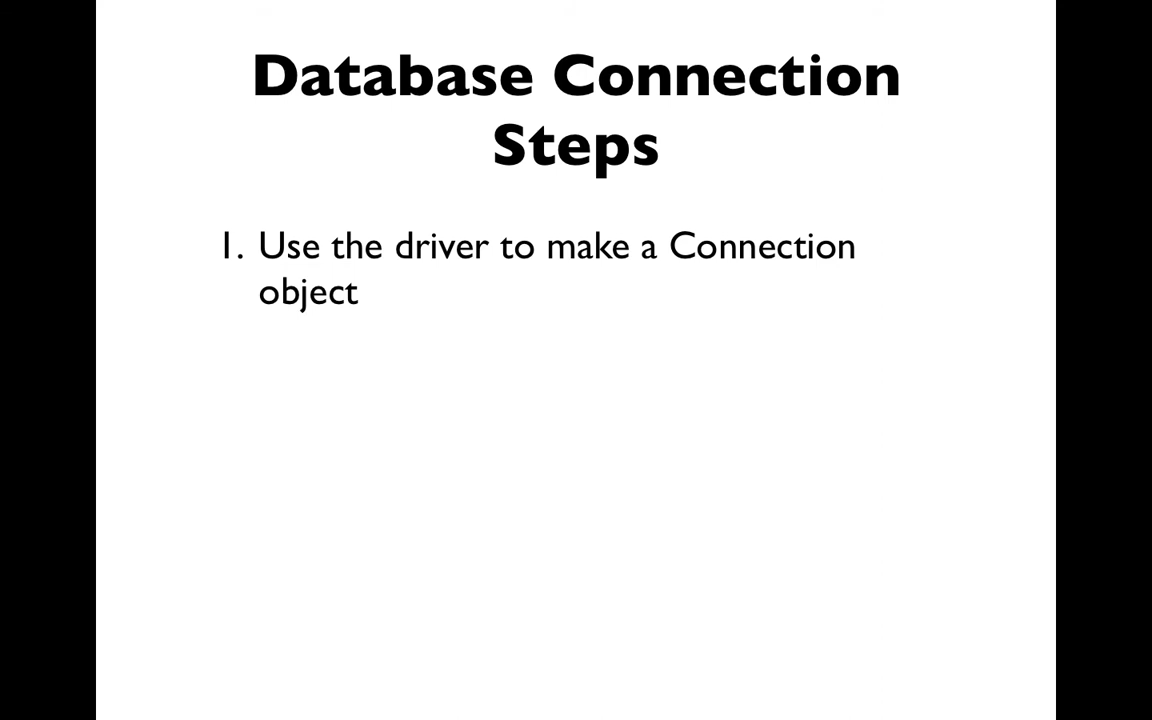 Database Connection
Steps
1. Use the driver to make a Connection
object